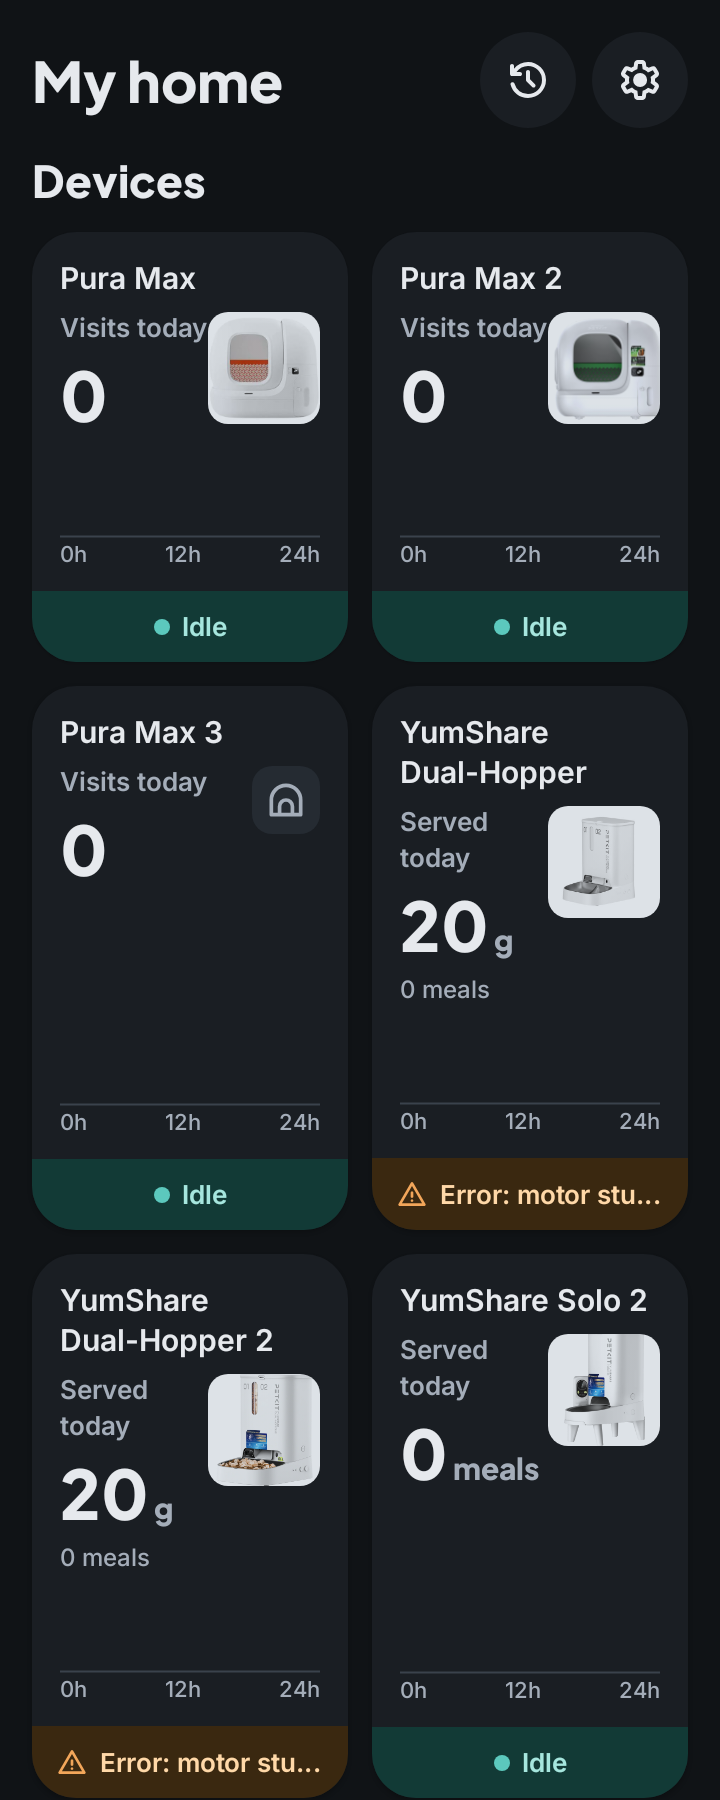 My home
Devices
Pura Max
Visits today
0
0h 12h 24h
Idle
Pura Max 2
Visits today
0
0h 12h 24h
Idle
Pura Max 3
Visits today
0
0h 12h 24h
Idle
YumShare
Dual-Hopper
Served
today
20 g
0 meals
0h 12h 24h
Error: motor stu...
YumShare
Dual-Hopper 2
Served
today
20 g
0 meals
0h 12h 24h
Error: motor stu...
YumShare Solo 2
Served
today
0 meals
0h 12h 24h
Idle